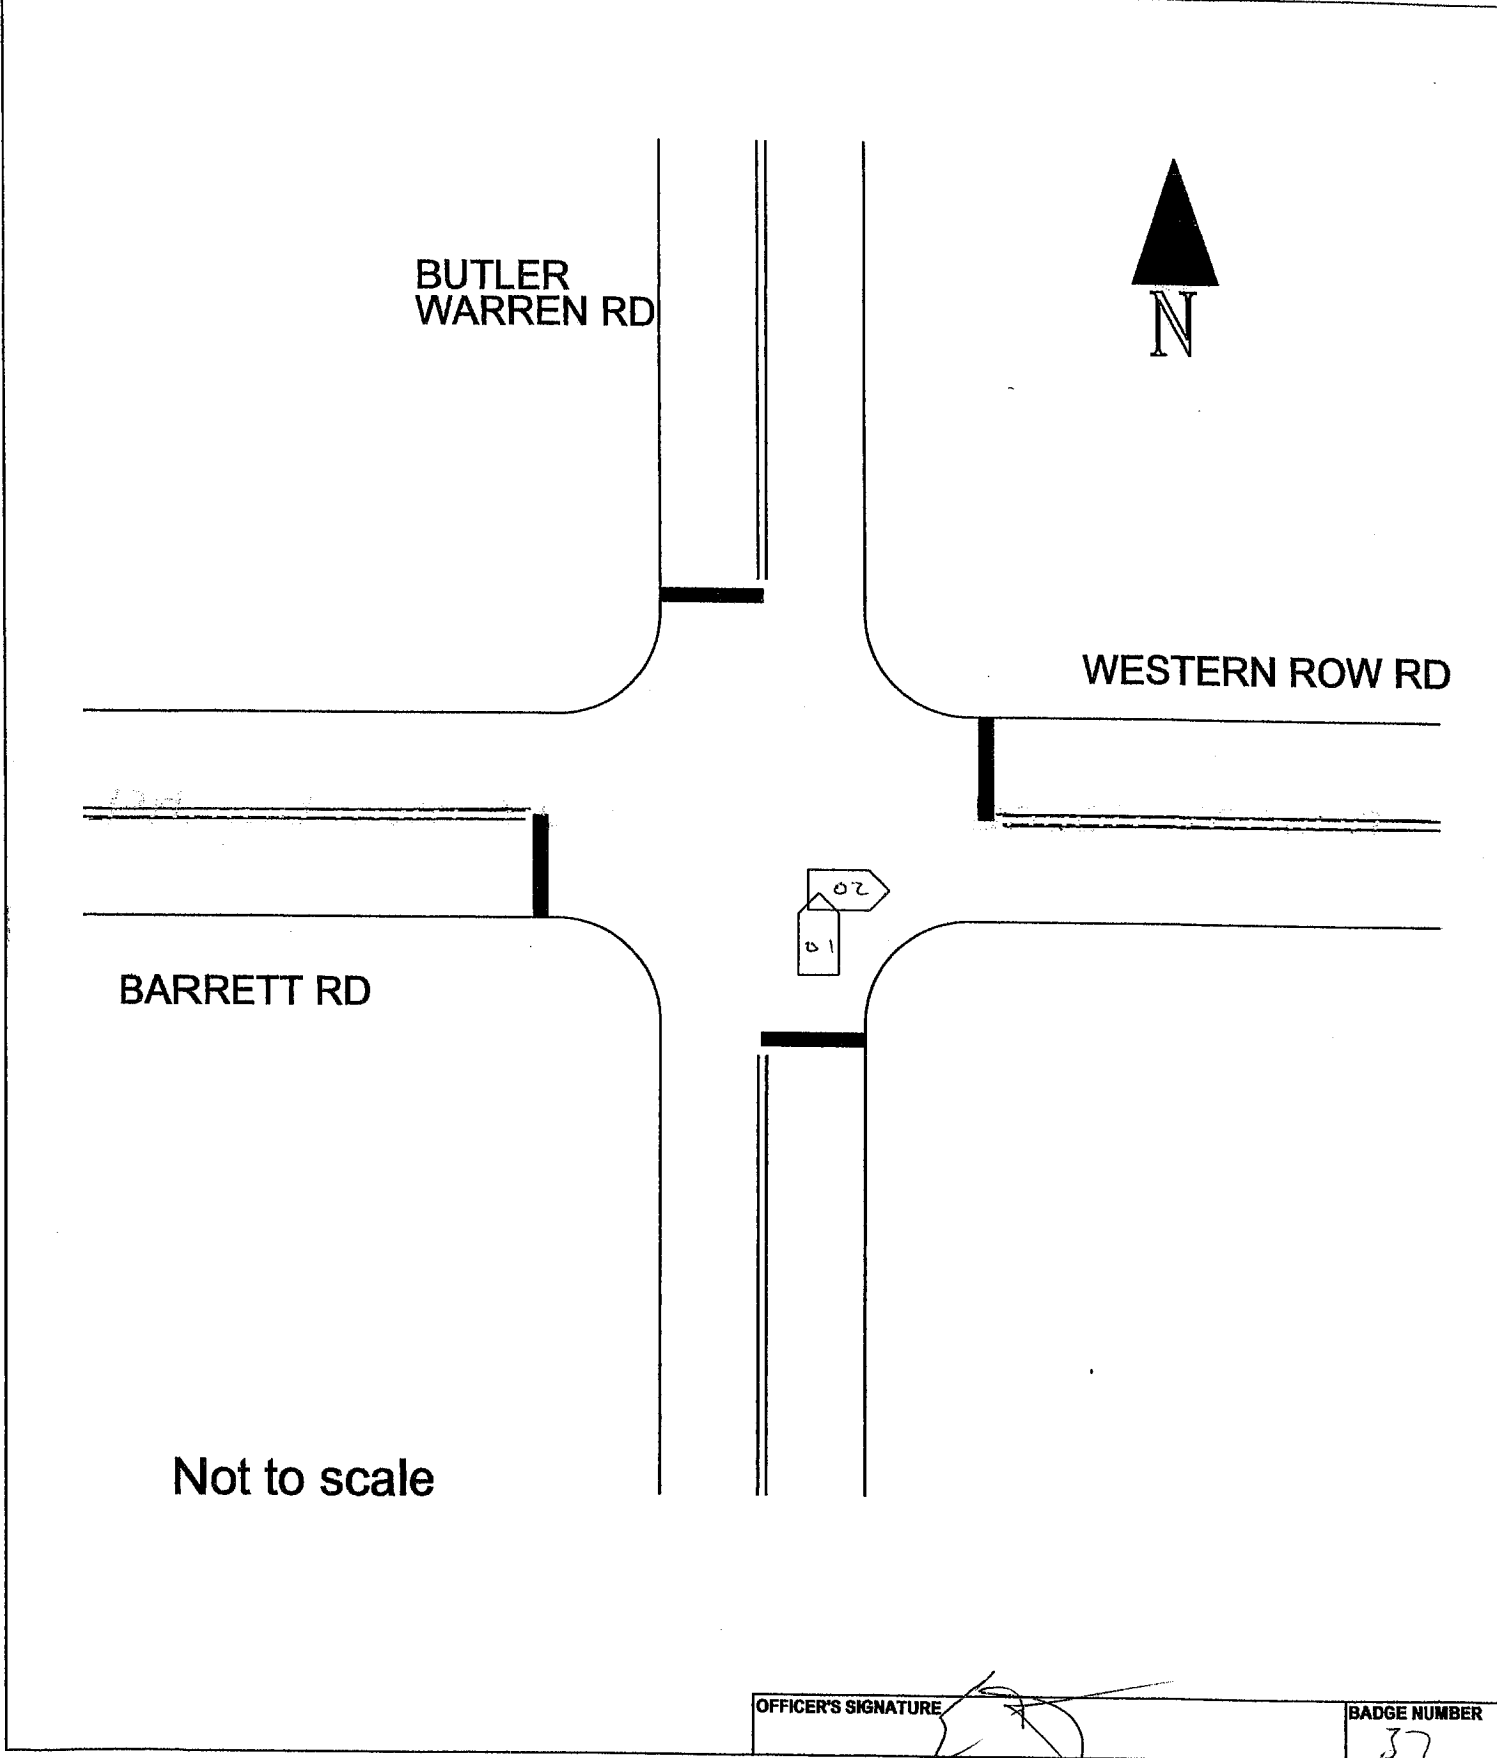 BUTLER
WARREN RD
N
WESTERN ROW RD
02
01
BARRETT RD
Not to scale
OFFICER'S SIGNATURE
BADGE NUMBER
37